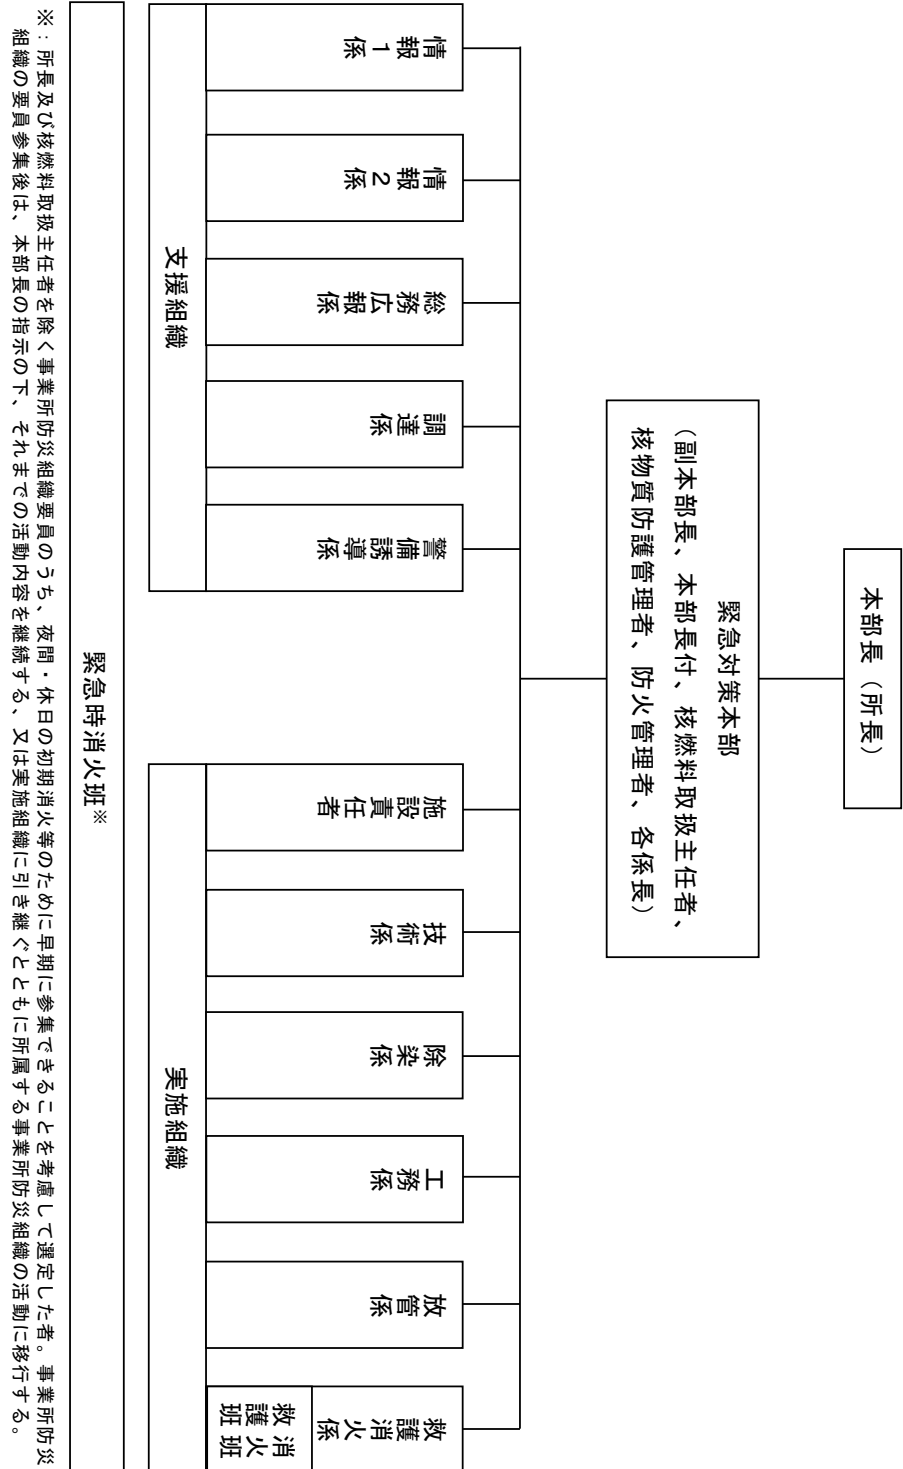 本部長（所長）
緊急対策本部
（副本部長、本部長付、核燃料取扱主任者、
核物質防護管理者、防火管理者、各係長）
情報１係
情報２係
総務広報係
調達係
警備誘導係
施設責任者
技術係
除染係
工務係
放管係
救護消火係
救護班
消火班
支援組織
実施組織
緊急時消火班※
※：所長及び核燃料取扱主任者を除く事業所防災組織要員のうち、夜間・休日の初期消火等のために早期に参集できることを考慮して選定した者。事業所防災
組織の要員参集後は、本部長の指示の下、それまでの活動内容を継続する、又は実施組織に引き継ぐとともに所属する事業所防災組織の活動に移行する。